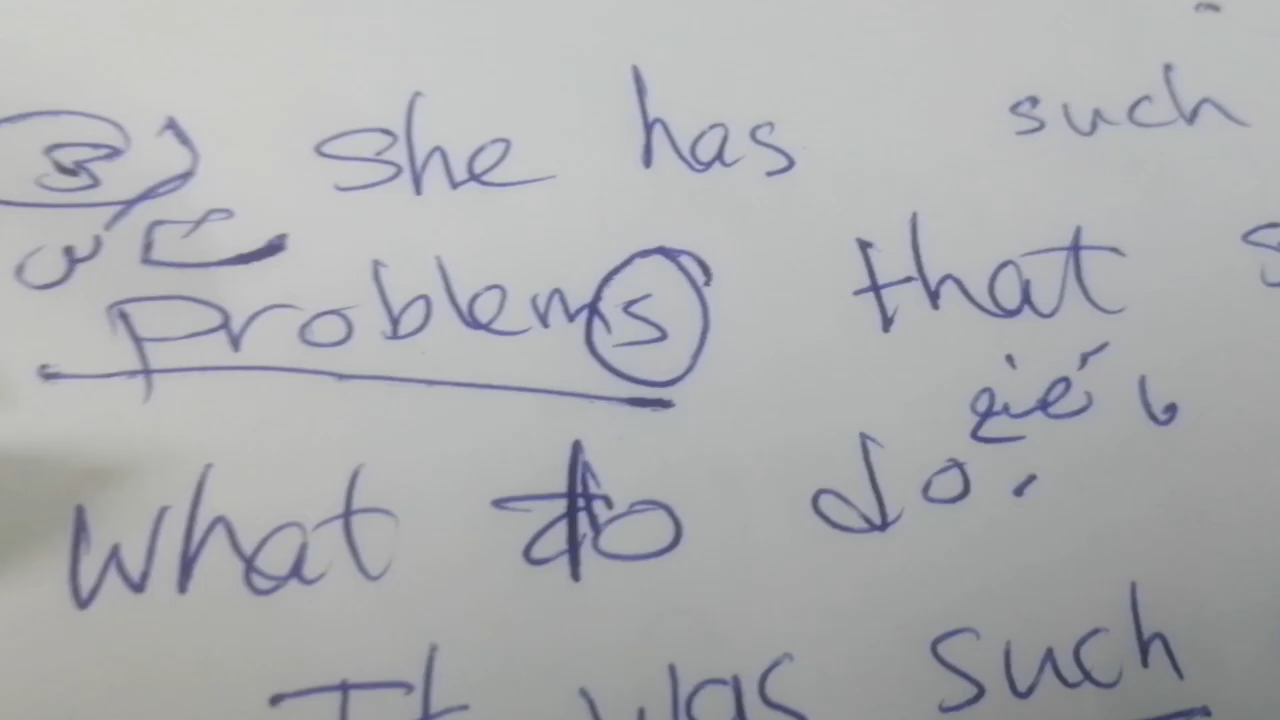 3) she has such
problems that s
what to do.
It was such